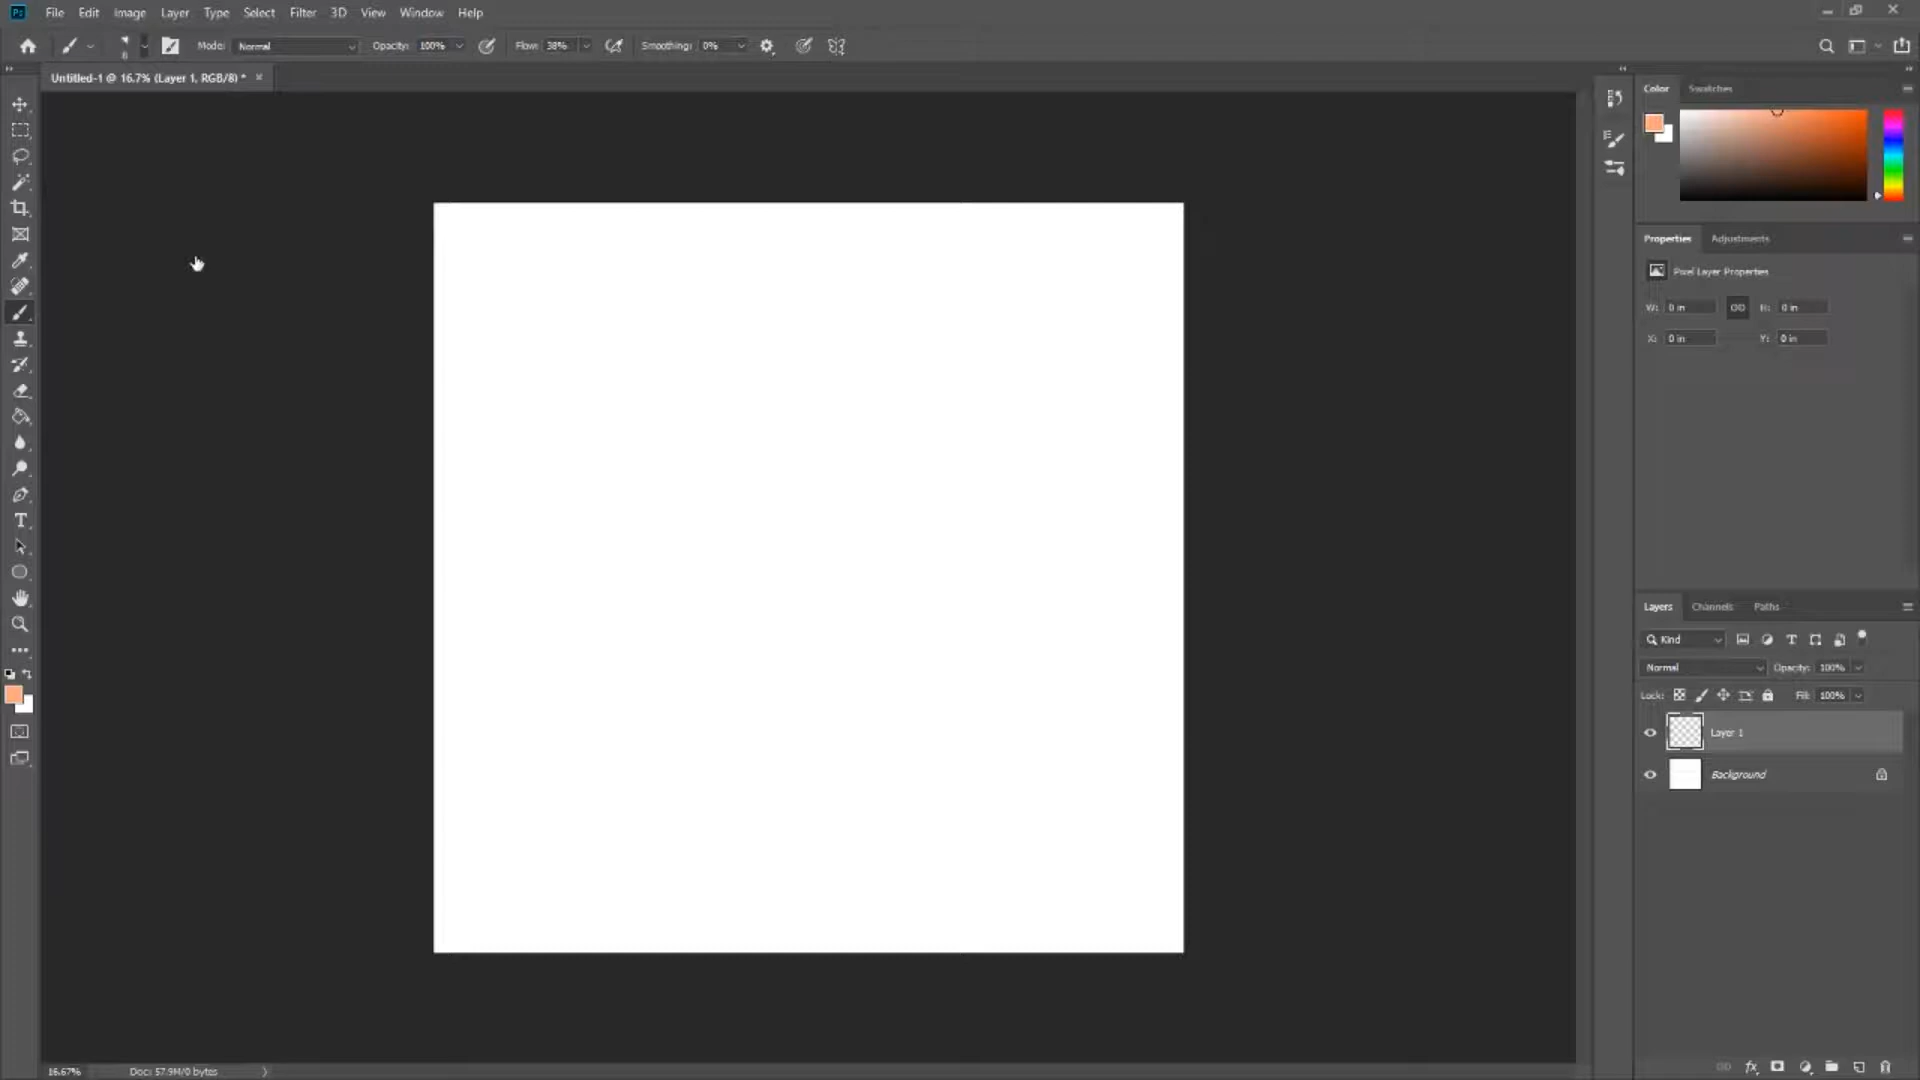 Ps File Edit Image Layer Type Select Filter 3D View Window Help
Mode: Normal Opacity: 100% Flow: 38% Smoothing: 0%
Untitled-1 @ 16.7% (Layer 1, RGB/8) *
Color Swatches
Properties Adjustments
Pixel Layer Properties
W: 0 in H: 0 in
X: 0 in Y: 0 in
Layers Channels Paths
Kind
Normal Opacity: 100%
Lock: Fill: 100%
Layer 1
Background
16.67% Doc: 57.9M/0 bytes